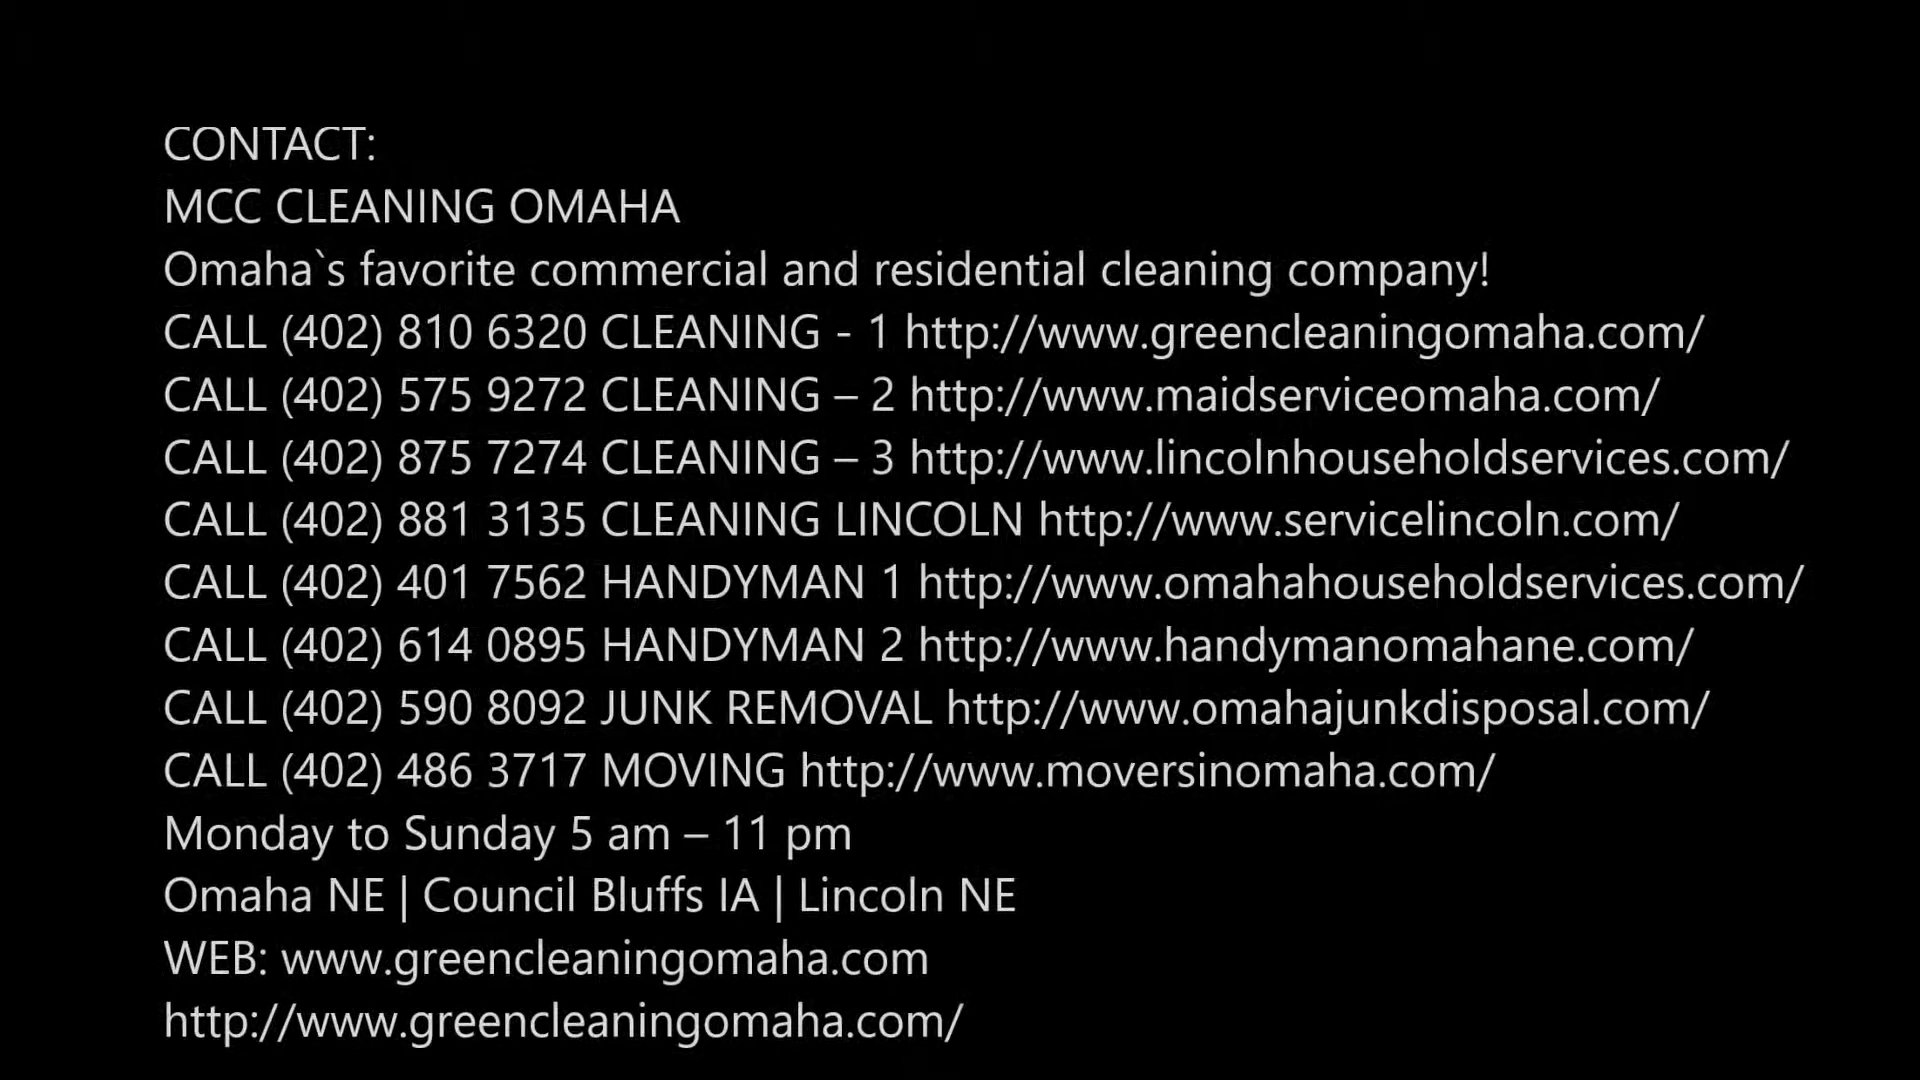 CONTACT:
MCC CLEANING OMAHA
Omaha`s favorite commercial and residential cleaning company!
CALL (402) 810 6320 CLEANING - 1 http://www.greencleaningomaha.com/
CALL (402) 575 9272 CLEANING – 2 http://www.maidserviceomaha.com/
CALL (402) 875 7274 CLEANING – 3 http://www.lincolnhouseholdservices.com/
CALL (402) 881 3135 CLEANING LINCOLN http://www.servicelincoln.com/
CALL (402) 401 7562 HANDYMAN 1 http://www.omahahouseholdservices.com/
CALL (402) 614 0895 HANDYMAN 2 http://www.handymanomahane.com/
CALL (402) 590 8092 JUNK REMOVAL http://www.omahajunkdisposal.com/
CALL (402) 486 3717 MOVING http://www.moversinomaha.com/
Monday to Sunday 5 am – 11 pm
Omaha NE | Council Bluffs IA | Lincoln NE
WEB: www.greencleaningomaha.com
http://www.greencleaningomaha.com/